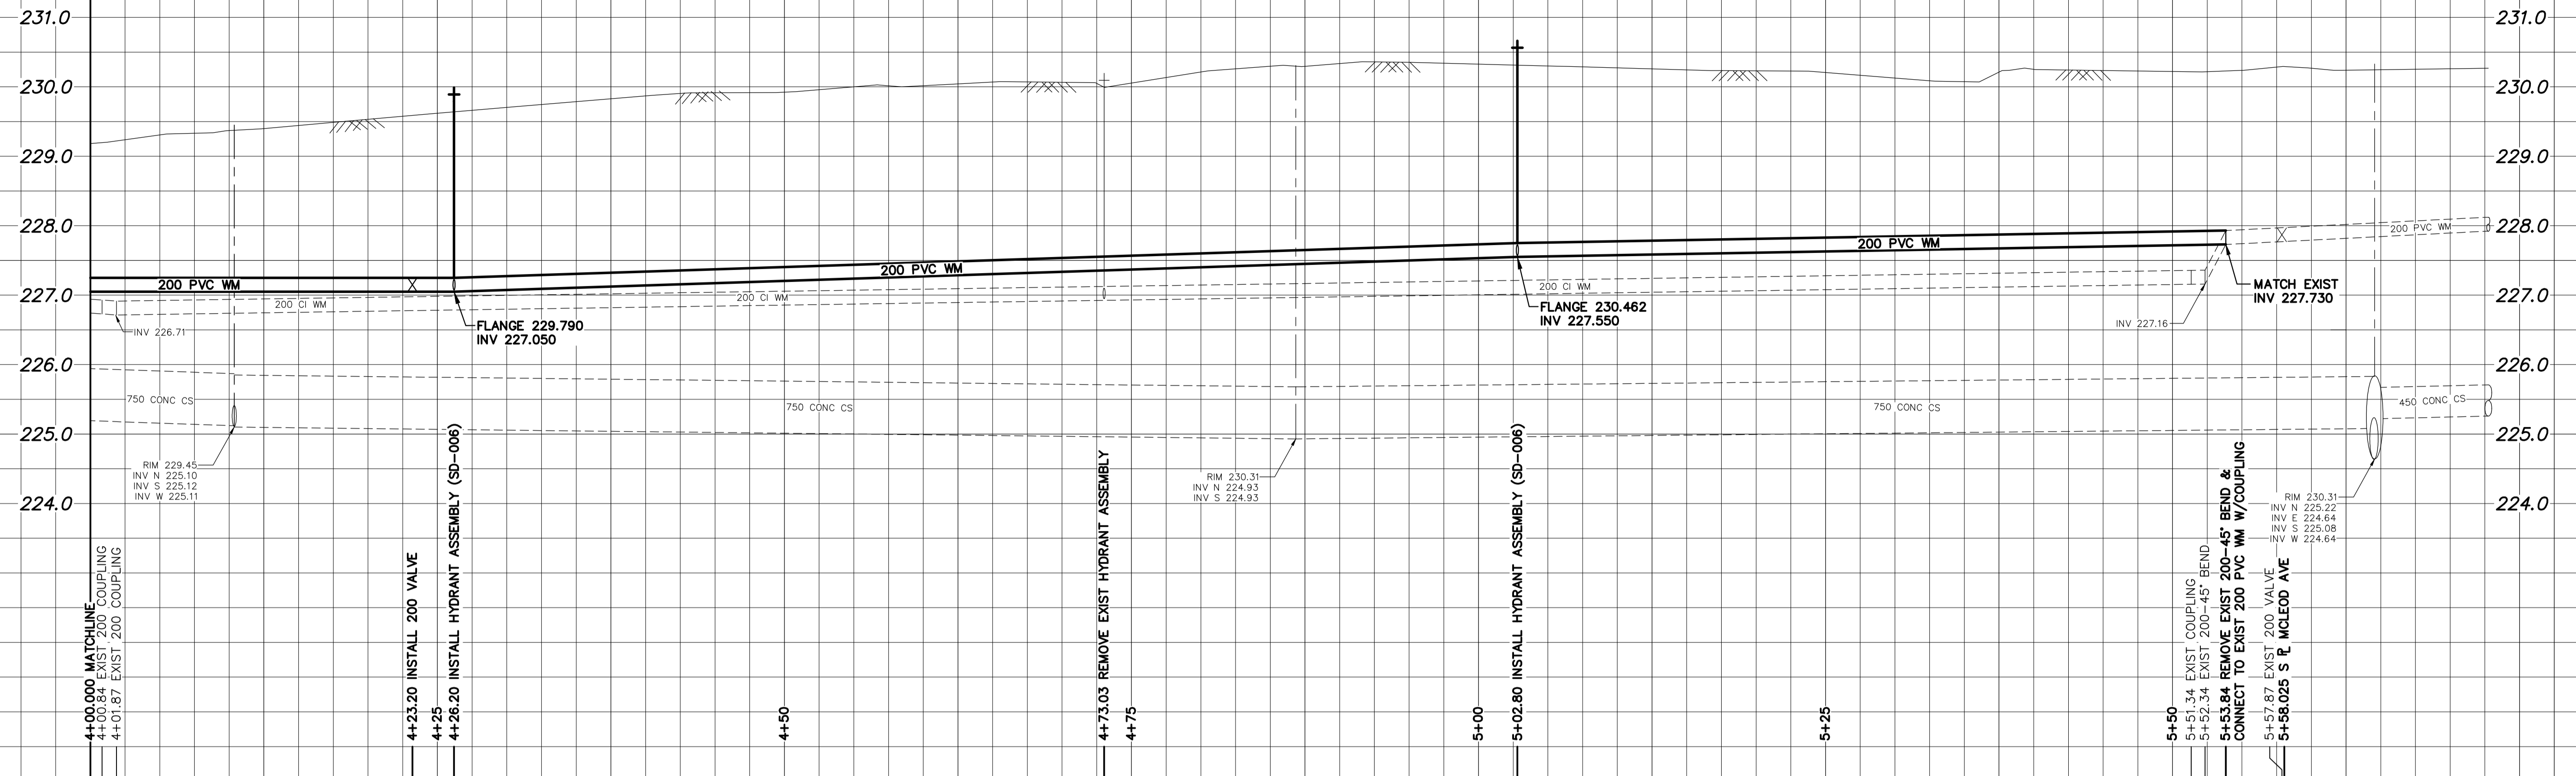 231.0
231.0
230.0
230.0
229.0
229.0
228.0
228.0
227.0
227.0
226.0
226.0
225.0
225.0
224.0
224.0
200 PVC WM
200 PVC WM
200 PVC WM
200 PVC WM
200 CI WM
200 CI WM
200 CI WM
INV 226.71
FLANGE 229.790
INV 227.050
FLANGE 230.462
INV 227.550
INV 227.16
MATCH EXIST
INV 227.730
750 CONC CS
750 CONC CS
750 CONC CS
450 CONC CS
RIM 229.45
INV N 225.10
INV S 225.12
INV W 225.11
RIM 230.31
INV N 224.93
INV S 224.93
RIM 230.31
INV N 225.22
INV E 224.64
INV S 225.08
INV W 224.64
4+00.000 MATCHLINE
4+00.84 EXIST 200 COUPLING
4+01.87 EXIST 200 COUPLING
4+23.20 INSTALL 200 VALVE
4+25
4+26.20 INSTALL HYDRANT ASSEMBLY (SD-006)
4+50
4+73.03 REMOVE EXIST HYDRANT ASSEMBLY
4+75
5+00
5+02.80 INSTALL HYDRANT ASSEMBLY (SD-006)
5+25
5+50
5+51.34 EXIST COUPLING
5+52.34 EXIST 200-45° BEND
5+53.84 REMOVE EXIST 200-45° BEND &
CONNECT TO EXIST 200 PVC WM W/COUPLING
5+57.87 EXIST 200 VALVE
5+58.025 S PL MCLEOD AVE